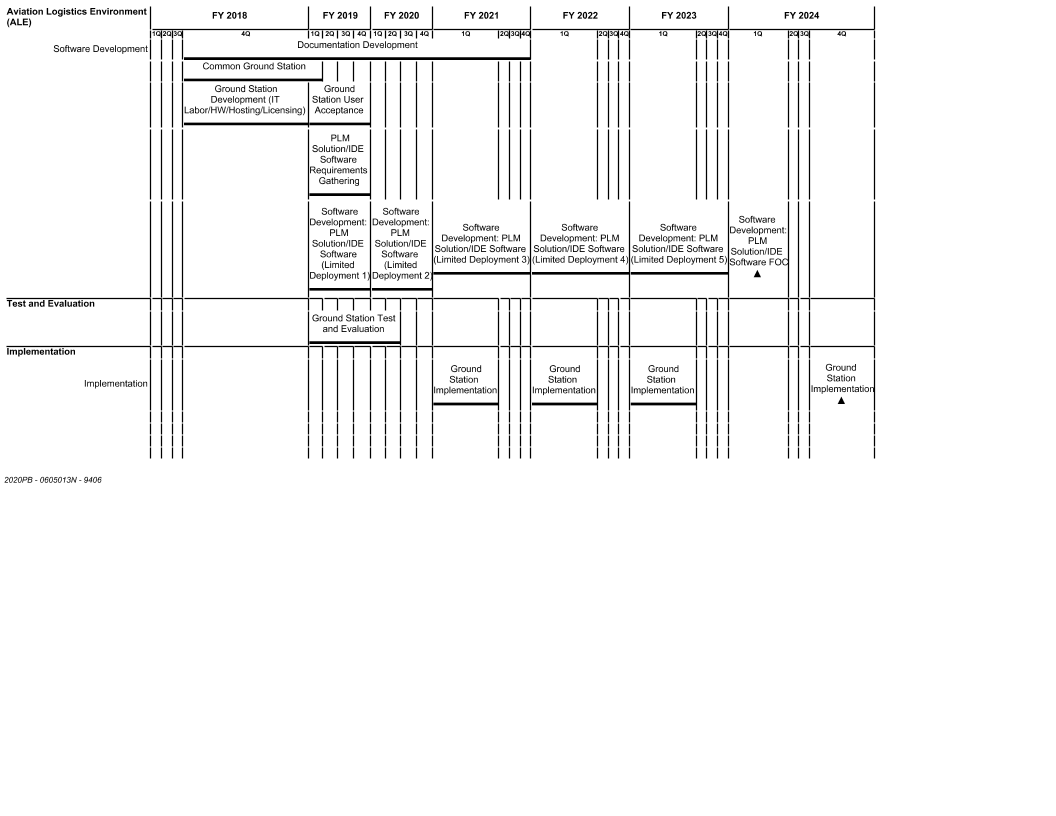 Aviation Logistics Environment
(ALE)
FY 2018 FY 2019 FY 2020 FY 2021 FY 2022 FY 2023 FY 2024
1Q 2Q 3Q 4Q 1Q 2Q 3Q 4Q 1Q 2Q 3Q 4Q 1Q 2Q 3Q 4Q 1Q 2Q 3Q 4Q 1Q 2Q 3Q 4Q 1Q 2Q 3Q 4Q
Software Development
Documentation Development
Common Ground Station
Ground Station
Development (IT
Labor/HW/Hosting/Licensing)
Ground
Station User
Acceptance
PLM
Solution/IDE
Software
Requirements
Gathering
Software
Development:
PLM
Solution/IDE
Software
(Limited
Deployment 1)
Software
Development:
PLM
Solution/IDE
Software
(Limited
Deployment 2)
Software
Development: PLM
Solution/IDE Software
(Limited Deployment 3)
Software
Development: PLM
Solution/IDE Software
(Limited Deployment 4)
Software
Development: PLM
Solution/IDE Software
(Limited Deployment 5)
Software
Development:
PLM
Solution/IDE
Software FOC
Test and Evaluation
Ground Station Test
and Evaluation
Implementation
Implementation
Ground
Station
Implementation
Ground
Station
Implementation
Ground
Station
Implementation
Ground
Station
Implementation
2020PB - 0605013N - 9406